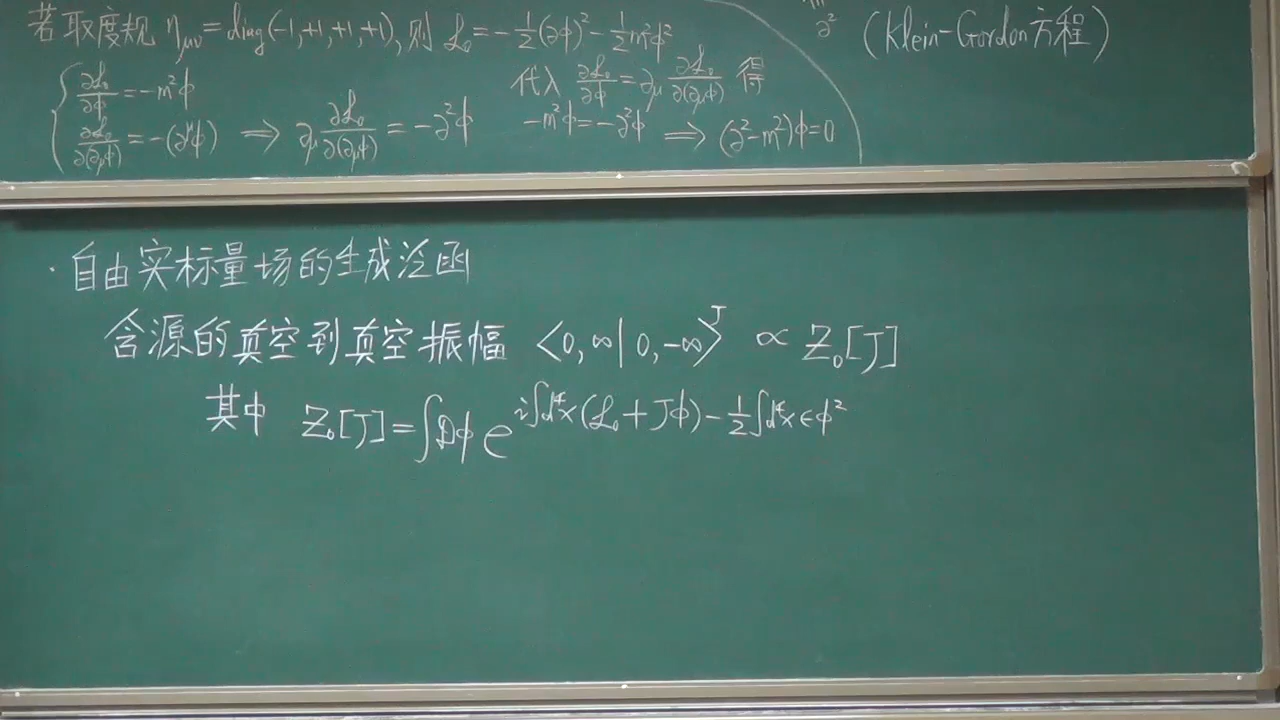 若取度规 η_μν = diag(-1,+1,+1,+1), 则 ℒ₀ = -½(∂φ)² - ½m²φ²
∂² (Klein-Gordon方程)
∂ℒ₀/∂φ = -m²φ 代入 ∂ℒ₀/∂φ = ∂_μ ∂ℒ₀/∂(∂_μφ) 得
∂ℒ₀/∂(∂_μφ) = -(∂^μφ) ⟹ ∂_μ ∂ℒ₀/∂(∂_μφ) = -∂²φ -m²φ = -∂²φ ⟹ (∂²-m²)φ=0
· 自由实标量场的生成泛函
含源的真空到真空振幅 ⟨0,∞|0,-∞⟩^J ∝ Z₀[J]
其中 Z₀[J] = ∫𝒟φ e^{i∫d⁴x(ℒ₀+Jφ) - ½∫d⁴x εφ²}